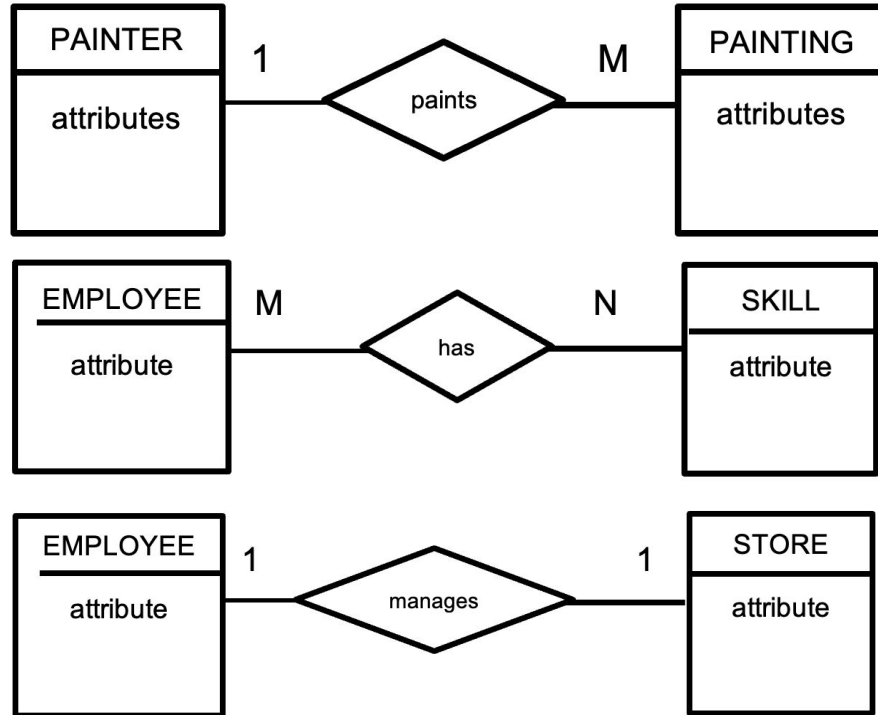 PAINTER 1 paints M PAINTING
attributes attributes
EMPLOYEE M has N SKILL
attribute attribute
EMPLOYEE 1 manages 1 STORE
attribute attribute